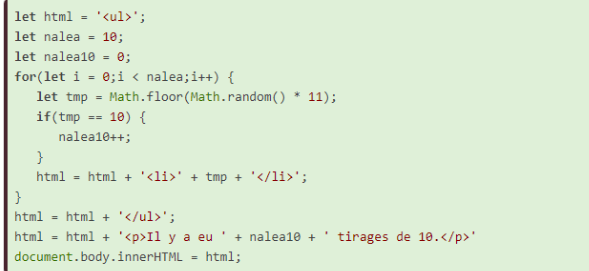 let html = '<ul>';
let nalea = 10;
let nalea10 = 0;
for(let i = 0;i < nalea;i++) {
   let tmp = Math.floor(Math.random() * 11);
   if(tmp == 10) {
      nalea10++;
   }
   html = html + '<li>' + tmp + '</li>';
}
html = html + '</ul>';
html = html + '<p>Il y a eu ' + nalea10 + ' tirages de 10.</p>'
document.body.innerHTML = html;